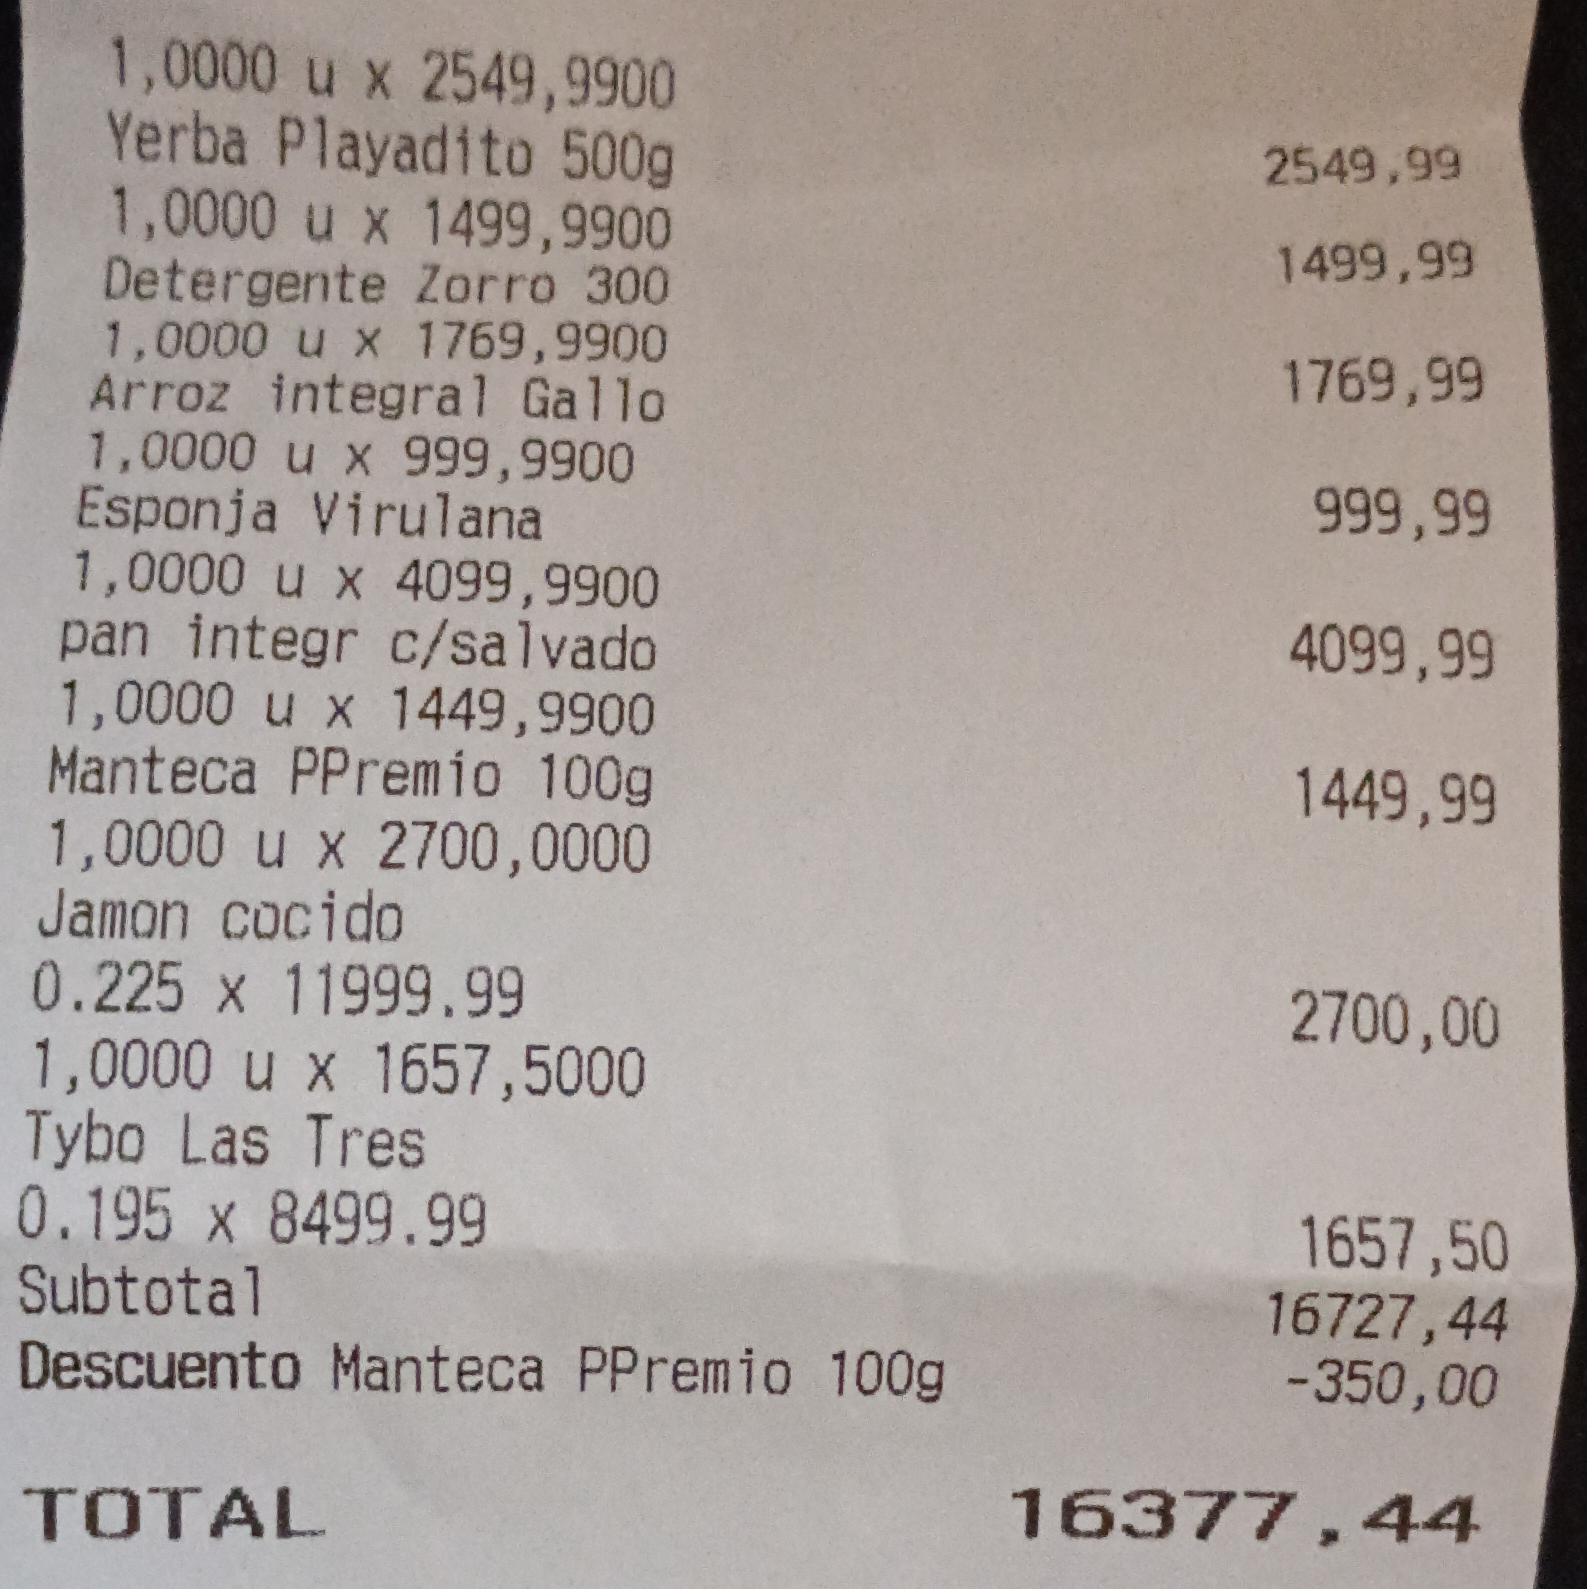 1,0000 u x 2549,9900
Yerba Playadito 500g 2549,99
1,0000 u x 1499,9900
Detergente Zorro 300 1499,99
1,0000 u x 1769,9900
Arroz integral Gallo 1769,99
1,0000 u x 999,9900
Esponja Virulana 999,99
1,0000 u x 4099,9900
pan integr c/salvado 4099,99
1,0000 u x 1449,9900
Manteca PPremio 100g 1449,99
1,0000 u x 2700,0000
Jamon cocido
0.225 x 11999.99 2700,00
1,0000 u x 1657,5000
Tybo Las Tres
0.195 x 8499.99 1657,50
Subtotal 16727,44
Descuento Manteca PPremio 100g -350,00
TOTAL 16377,44